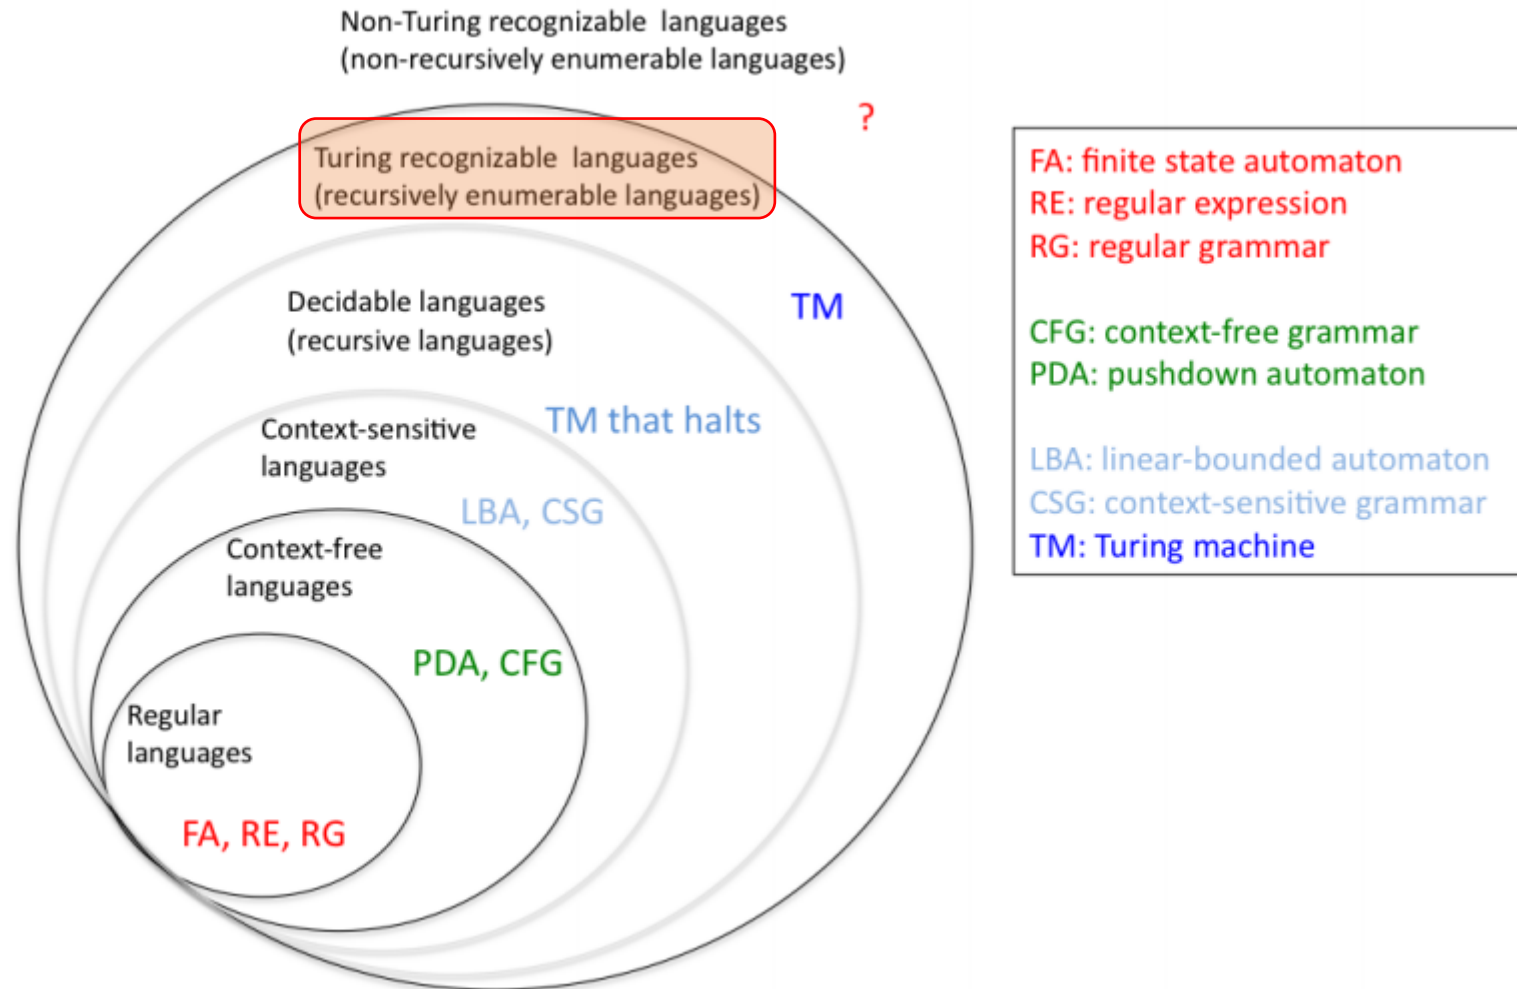 Non-Turing recognizable languages
(non-recursively enumerable languages)
?
Turing recognizable languages
(recursively enumerable languages)
TM
Decidable languages
(recursive languages)
TM that halts
Context-sensitive
languages
LBA, CSG
Context-free
languages
PDA, CFG
Regular
languages
FA, RE, RG
FA: finite state automaton
RE: regular expression
RG: regular grammar
CFG: context-free grammar
PDA: pushdown automaton
LBA: linear-bounded automaton
CSG: context-sensitive grammar
TM: Turing machine